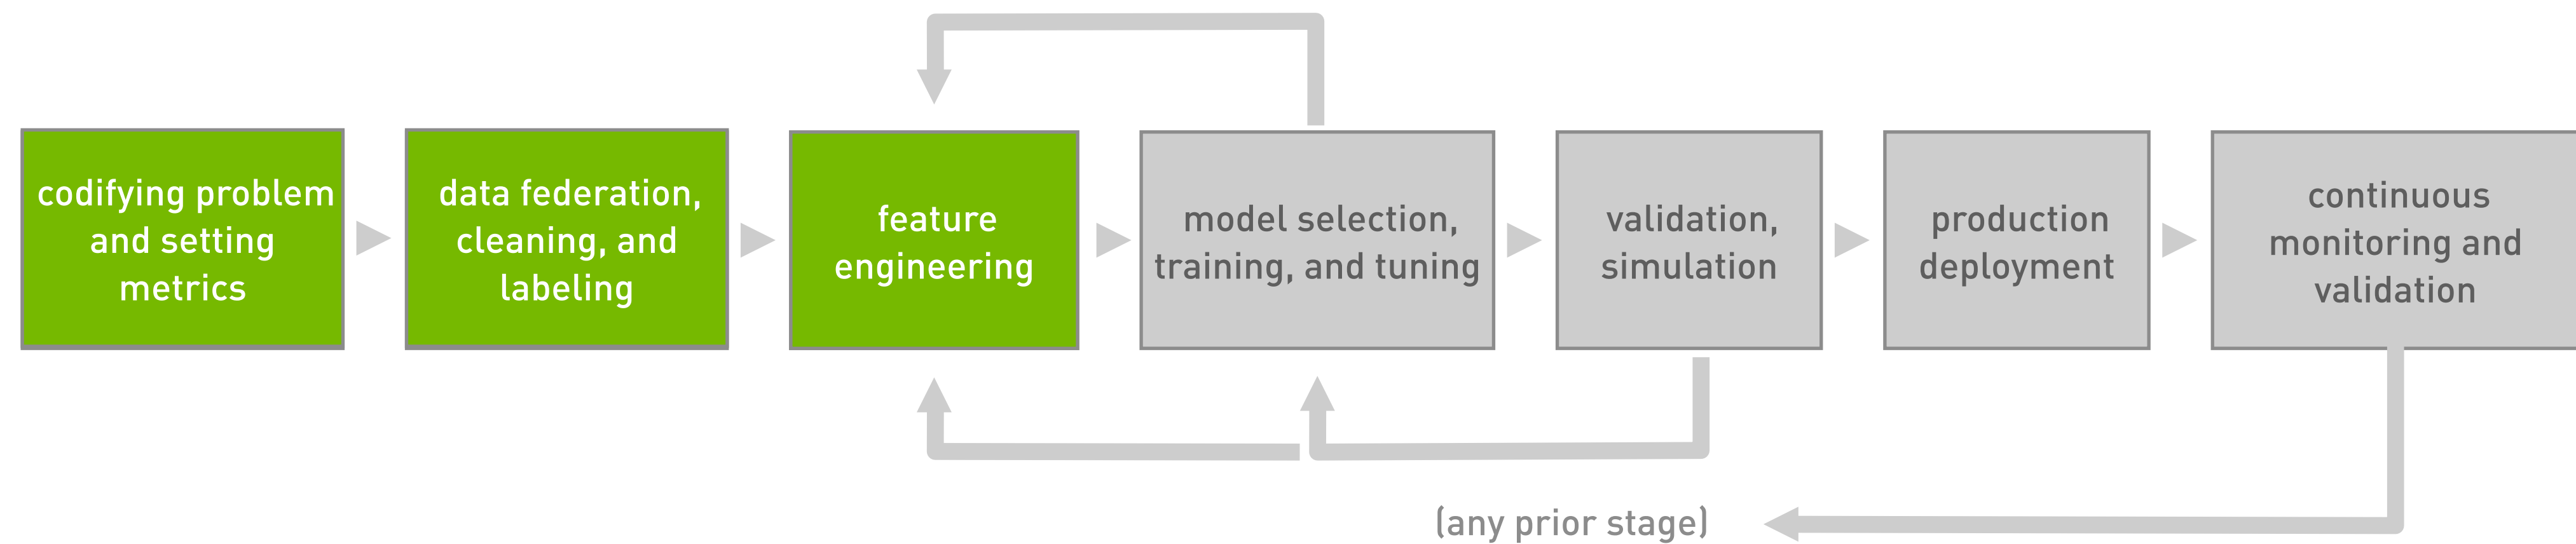 codifying problem
and setting
metrics
data federation,
cleaning, and
labeling
feature
engineering
model selection,
training, and tuning
validation,
simulation
production
deployment
continuous
monitoring and
validation
(any prior stage)